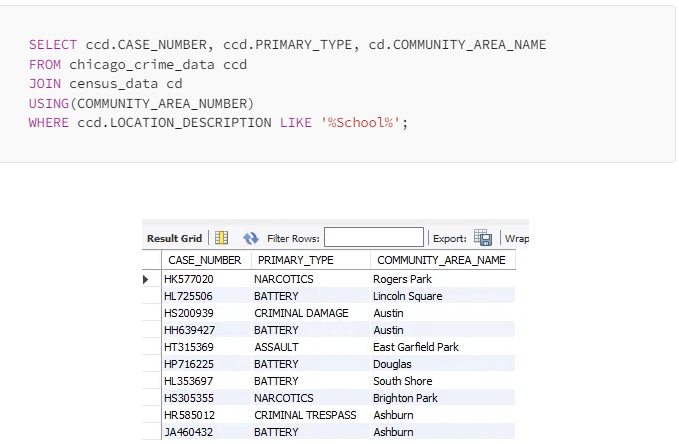 SELECT ccd.CASE_NUMBER, ccd.PRIMARY_TYPE, cd.COMMUNITY_AREA_NAME
FROM chicago_crime_data ccd
JOIN census_data cd
USING(COMMUNITY_AREA_NUMBER)
WHERE ccd.LOCATION_DESCRIPTION LIKE '%School%';
Result Grid Filter Rows: Export: Wrap
CASE_NUMBER PRIMARY_TYPE COMMUNITY_AREA_NAME
HK577020 NARCOTICS Rogers Park
HL725506 BATTERY Lincoln Square
HS200939 CRIMINAL DAMAGE Austin
HH639427 BATTERY Austin
HT315369 ASSAULT East Garfield Park
HP716225 BATTERY Douglas
HL353697 BATTERY South Shore
HS305355 NARCOTICS Brighton Park
HR585012 CRIMINAL TRESPASS Ashburn
JA460432 BATTERY Ashburn